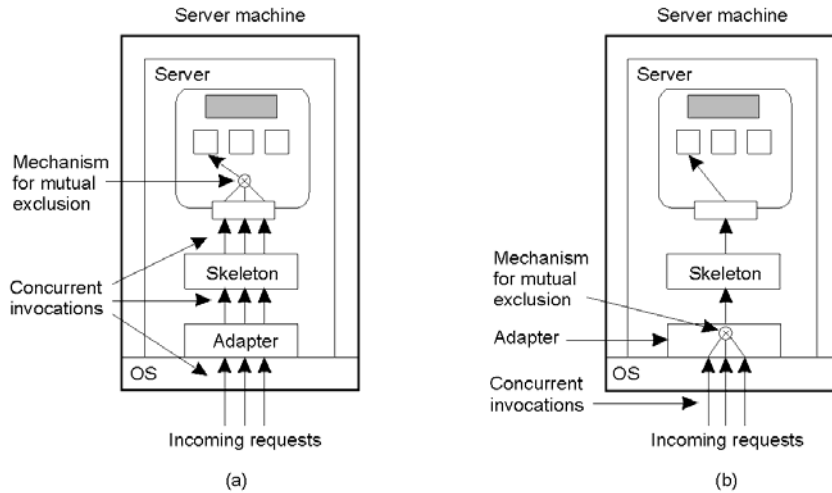 Server machine
Server
Mechanism
for mutual
exclusion
Concurrent
invocations
Skeleton
Adapter
OS
Incoming requests
(a)
Server machine
Server
Mechanism
for mutual
exclusion
Skeleton
Adapter
OS
Concurrent
invocations
Incoming requests
(b)